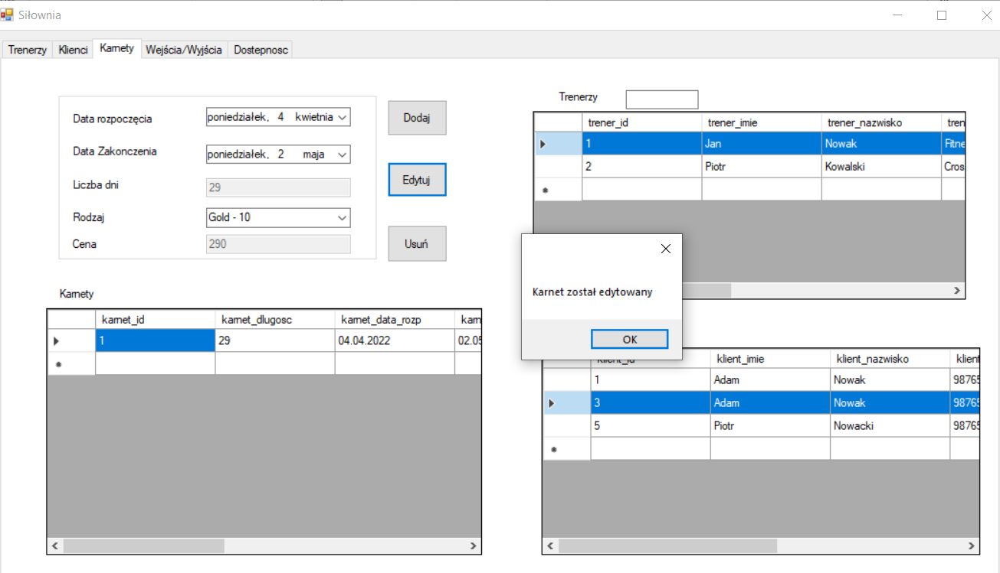 Siłownia
Trenerzy Klienci Karnety Wejścia/Wyjścia Dostepnosc
Data rozpoczęcia poniedziałek, 4 kwietnia
Data Zakonczenia poniedziałek, 2 maja
Liczba dni 29
Rodzaj Gold - 10
Cena 290
Dodaj
Edytuj
Usuń
Trenerzy
trener_id trener_imie trener_nazwisko tren
1 Jan Nowak Fitne
2 Piotr Kowalski Cros
Karnet został edytowany
OK
Karnety
karnet_id karnet_dlugosc karnet_data_rozp karn
1 29 04.04.2022 02.05
klient_id klient_imie klient_nazwisko klient
1 Adam Nowak 98765
3 Adam Nowak 98765
5 Piotr Nowacki 98765